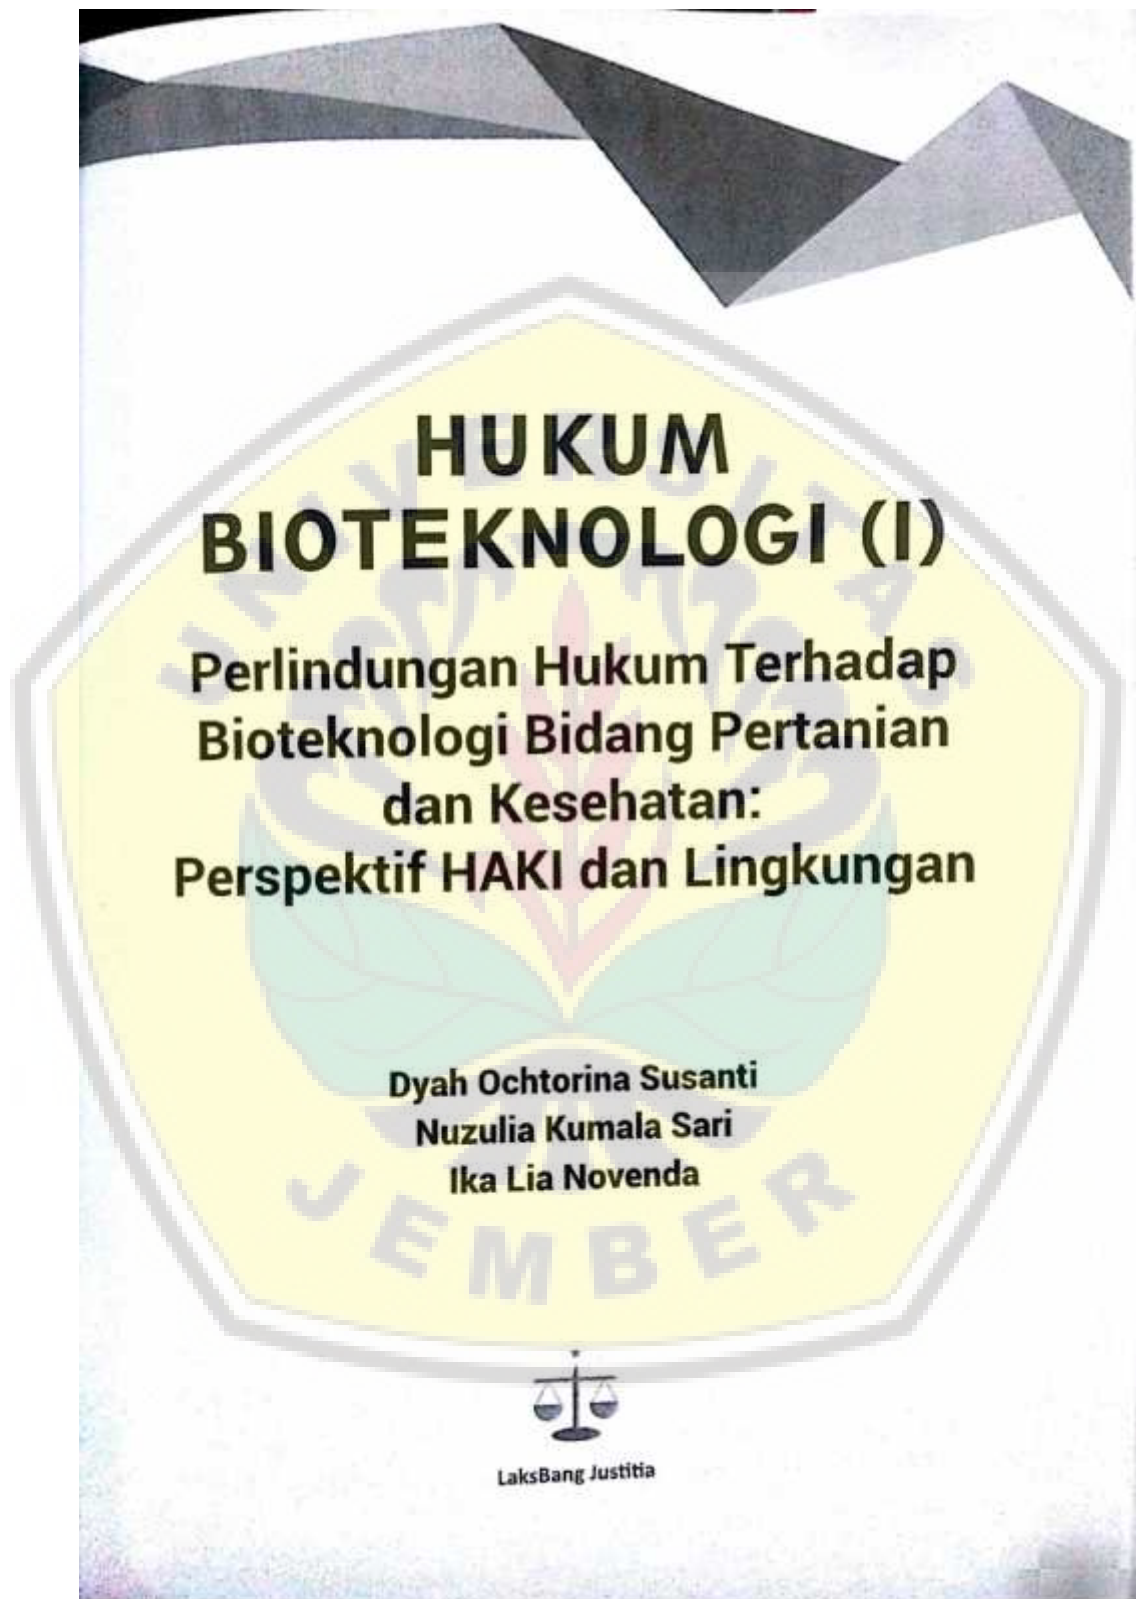 UNIVERSITAS
HUKUM
BIOTEKNOLOGI (I)
Perlindungan Hukum Terhadap
Bioteknologi Bidang Pertanian
dan Kesehatan:
Perspektif HAKI dan Lingkungan
Dyah Ochtorina Susanti
Nuzulia Kumala Sari
Ika Lia Novenda
JEMBER
LaksBang Justitia